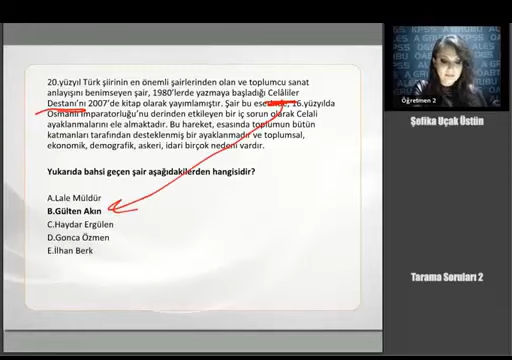 20.yüzyıl Türk şiirinin en önemli şairlerinden olan ve toplumcu sanat
anlayışını benimseyen şair, 1980'lerde yazmaya başladığı Celâliler
Destanı'nı 2007'de kitap olarak yayımlamıştır. Şair bu 16.yüzyılda
Osmanlı İmparatorluğu'nu derinden etkileyen bir iç sorun olarak Celali
ayaklanmalarını ele almaktadır. Bu hareket, esasında toplumun bütün
katmanları tarafından desteklenmiş bir ayaklanmadır ve toplumsal,
ekonomik, demografik, askeri, idari birçok nedeni vardır.
Yukarıda bahsi geçen şair aşağıdakilerden hangisidir?
A.Lale Müldür
B.Gülten Akın
C.Haydar Ergülen
D.Gonca Özmen
E.İlhan Berk
Öğretmen 2
Şefika Uçak Üstün
Tarama Soruları 2